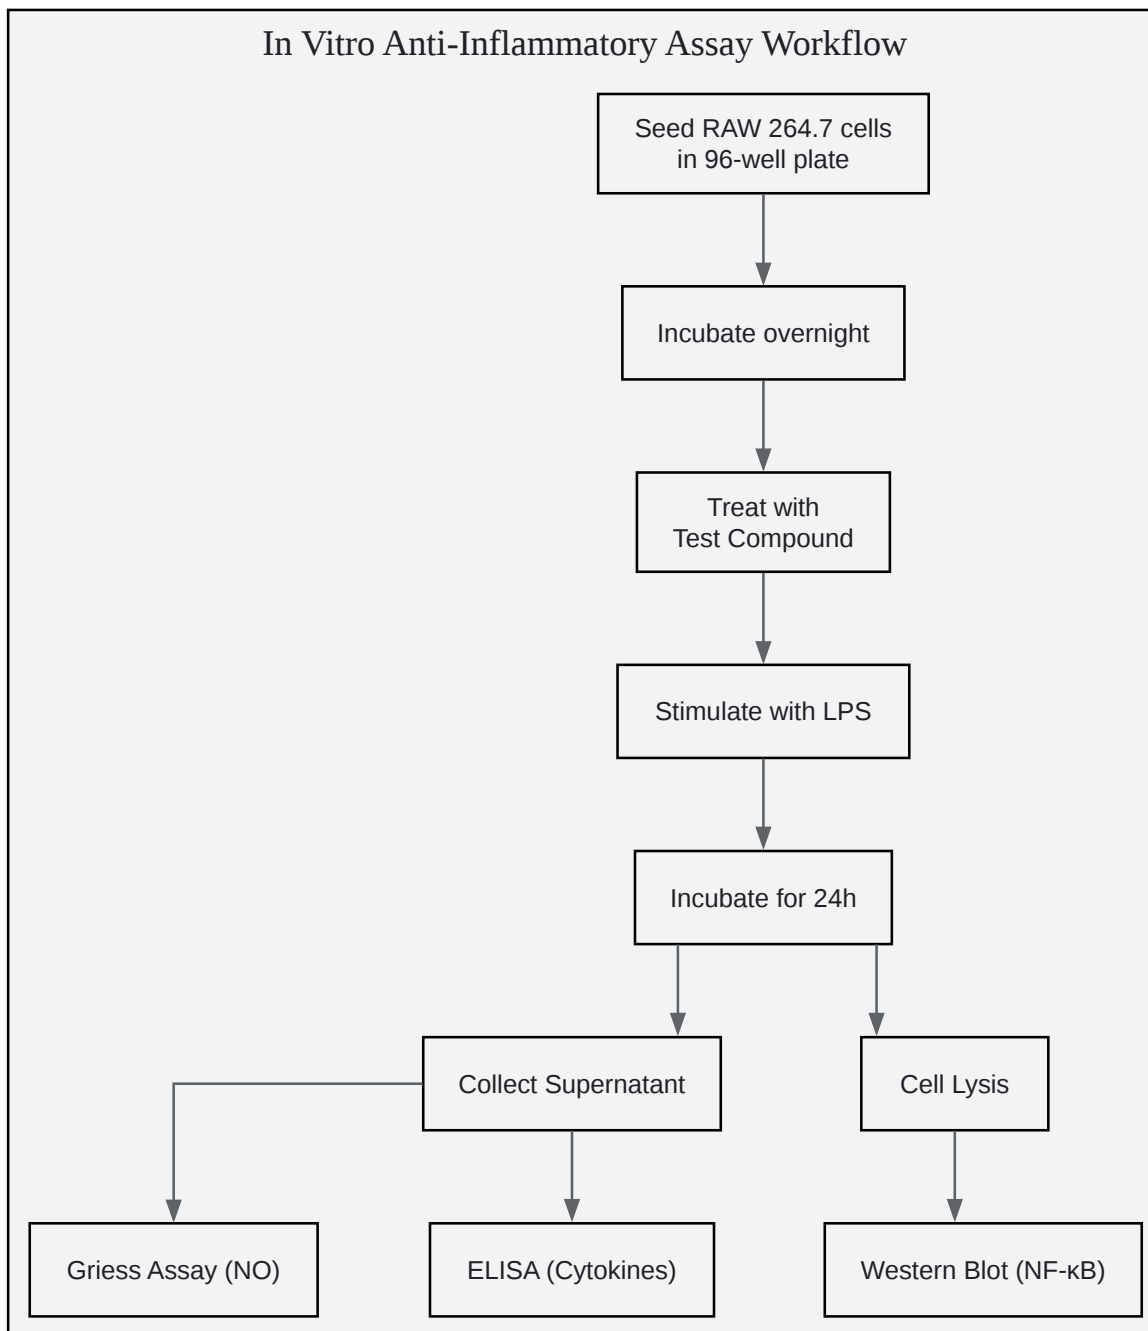 In Vitro Anti-Inflammatory Assay Workflow
Seed RAW 264.7 cells
in 96-well plate
Incubate overnight
Treat with
Test Compound
Stimulate with LPS
Incubate for 24h
Collect Supernatant
Cell Lysis
Griess Assay (NO)
ELISA (Cytokines)
Western Blot (NF-κB)